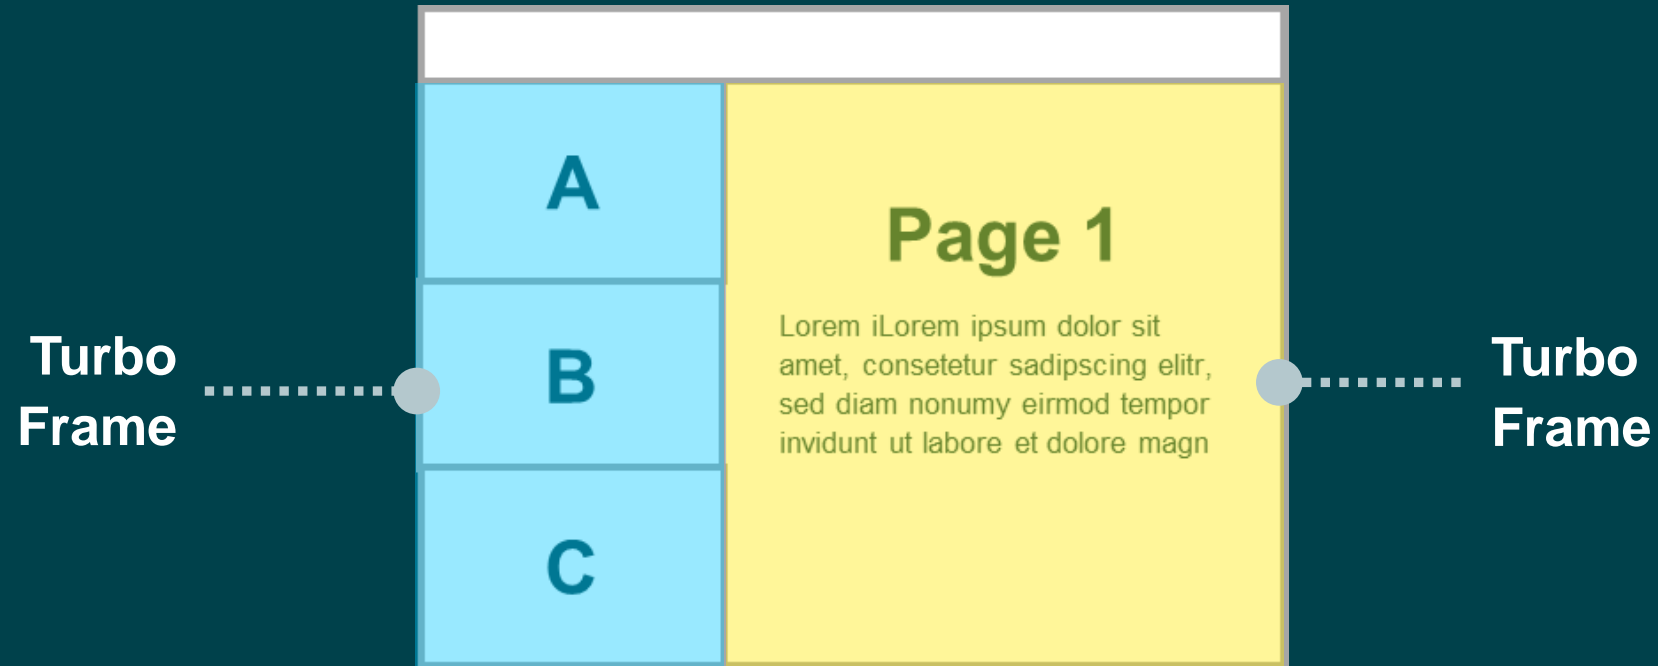 Turbo
Frame
A
B
C
Page 1
Lorem iLorem ipsum dolor sit
amet, consetetur sadipscing elitr,
sed diam nonumy eirmod tempor
invidunt ut labore et dolore magn
Turbo
Frame